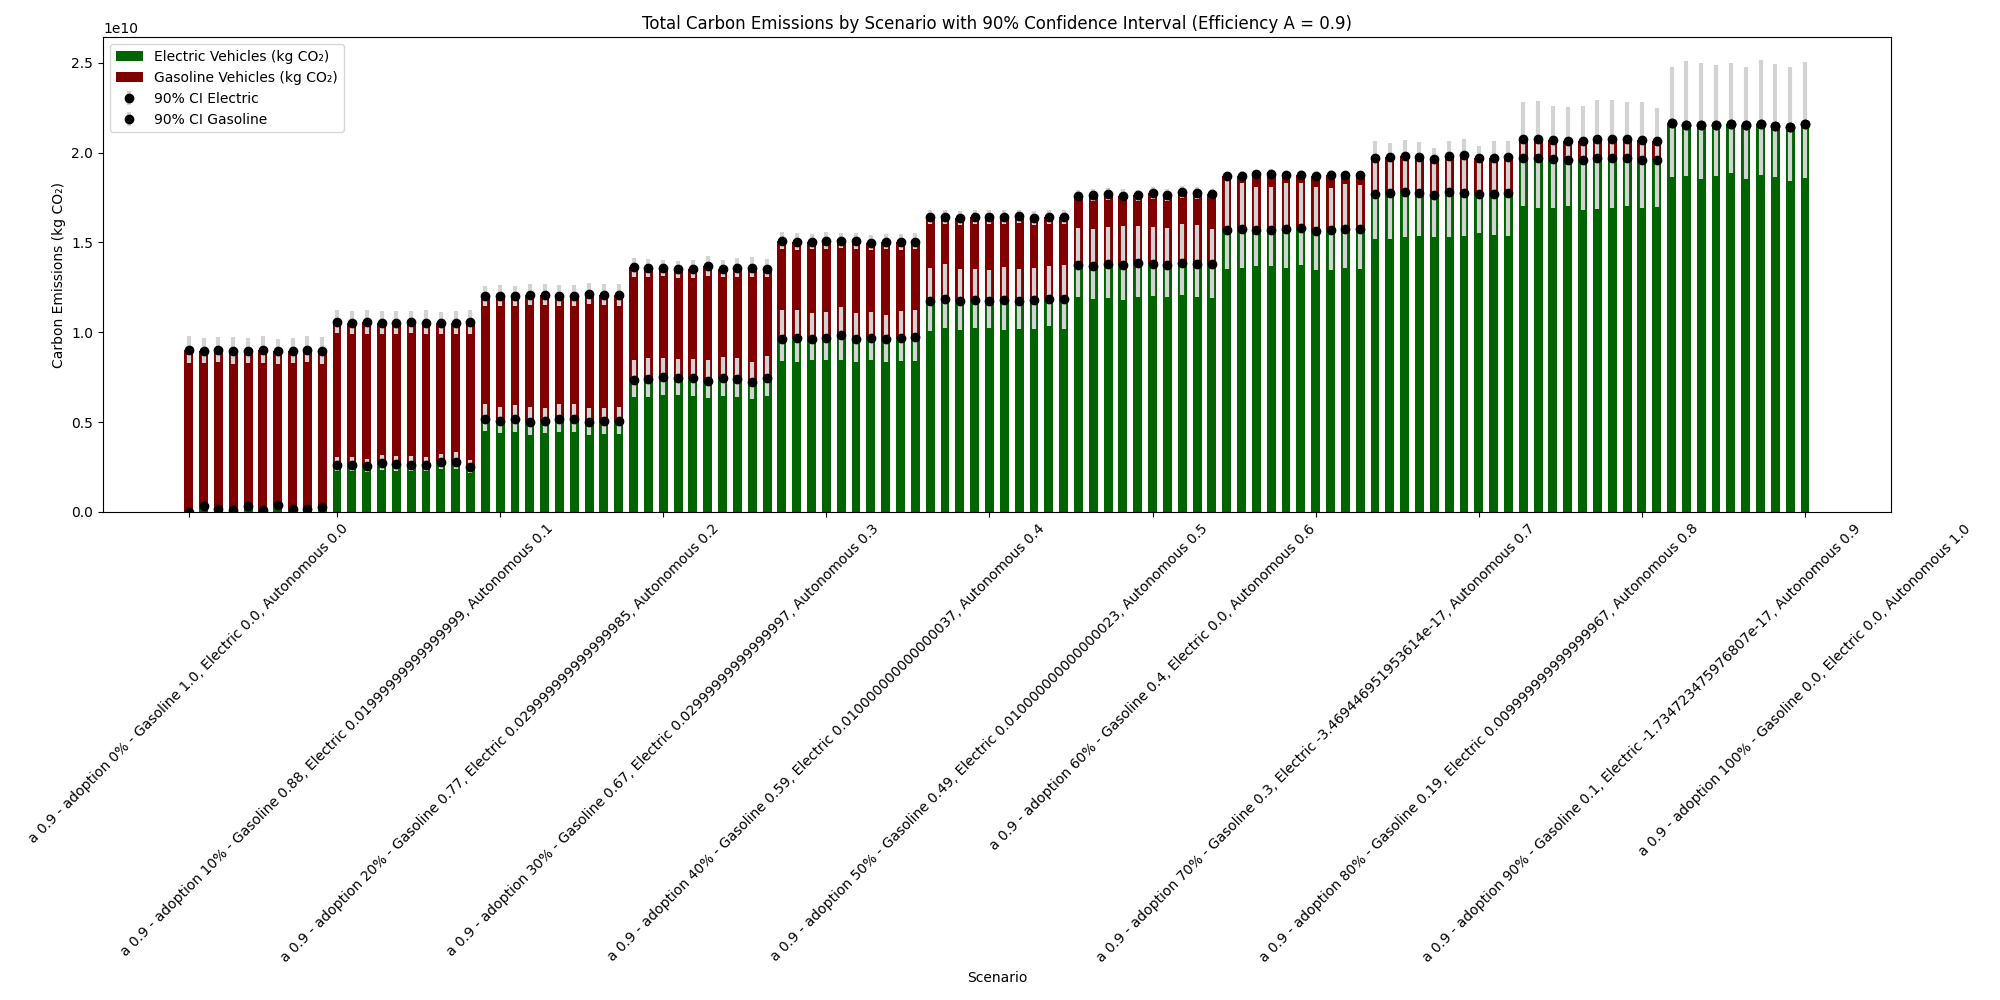 Total Carbon Emissions by Scenario with 90% Confidence Interval (Efficiency A = 0.9)
1e10
Electric Vehicles (kg CO₂)
Gasoline Vehicles (kg CO₂)
90% CI Electric
90% CI Gasoline
2.5
2.0
1.5
1.0
0.5
0.0
Carbon Emissions (kg CO₂)
a 0.9 - adoption 0% - Gasoline 1.0, Electric 0.0, Autonomous 0.0
a 0.9 - adoption 10% - Gasoline 0.88, Electric 0.01999999999999999, Autonomous 0.1
a 0.9 - adoption 20% - Gasoline 0.77, Electric 0.02999999999999985, Autonomous 0.2
a 0.9 - adoption 30% - Gasoline 0.67, Electric 0.02999999999999997, Autonomous 0.3
a 0.9 - adoption 40% - Gasoline 0.59, Electric 0.010000000000000037, Autonomous 0.4
a 0.9 - adoption 50% - Gasoline 0.49, Electric 0.010000000000000023, Autonomous 0.5
a 0.9 - adoption 60% - Gasoline 0.4, Electric 0.0, Autonomous 0.6
a 0.9 - adoption 70% - Gasoline 0.3, Electric -3.469446951953614e-17, Autonomous 0.7
a 0.9 - adoption 80% - Gasoline 0.19, Electric 0.00999999999999967, Autonomous 0.8
a 0.9 - adoption 90% - Gasoline 0.1, Electric -1.734723475976807e-17, Autonomous 0.9
a 0.9 - adoption 100% - Gasoline 0.0, Electric 0.0, Autonomous 1.0
Scenario